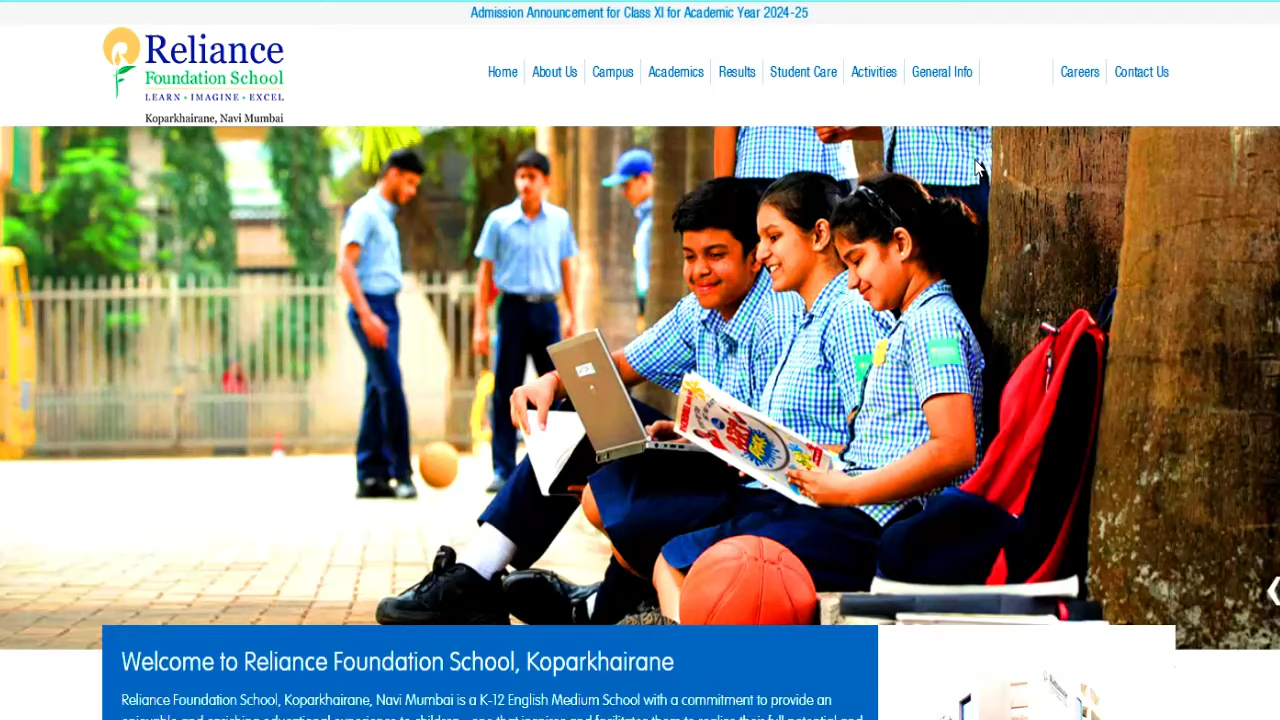 Admission Announcement for Class XI for Academic Year 2024-25
Reliance
Foundation School
LEARN • IMAGINE • EXCEL
Koparkhairane, Navi Mumbai
Home
About Us
Campus
Academics
Results
Student Care
Activities
General Info
Careers
Contact Us
ART
Welcome to Reliance Foundation School, Koparkhairane
Reliance Foundation School, Koparkhairane, Navi Mumbai is a K-12 English Medium School with a commitment to provide an